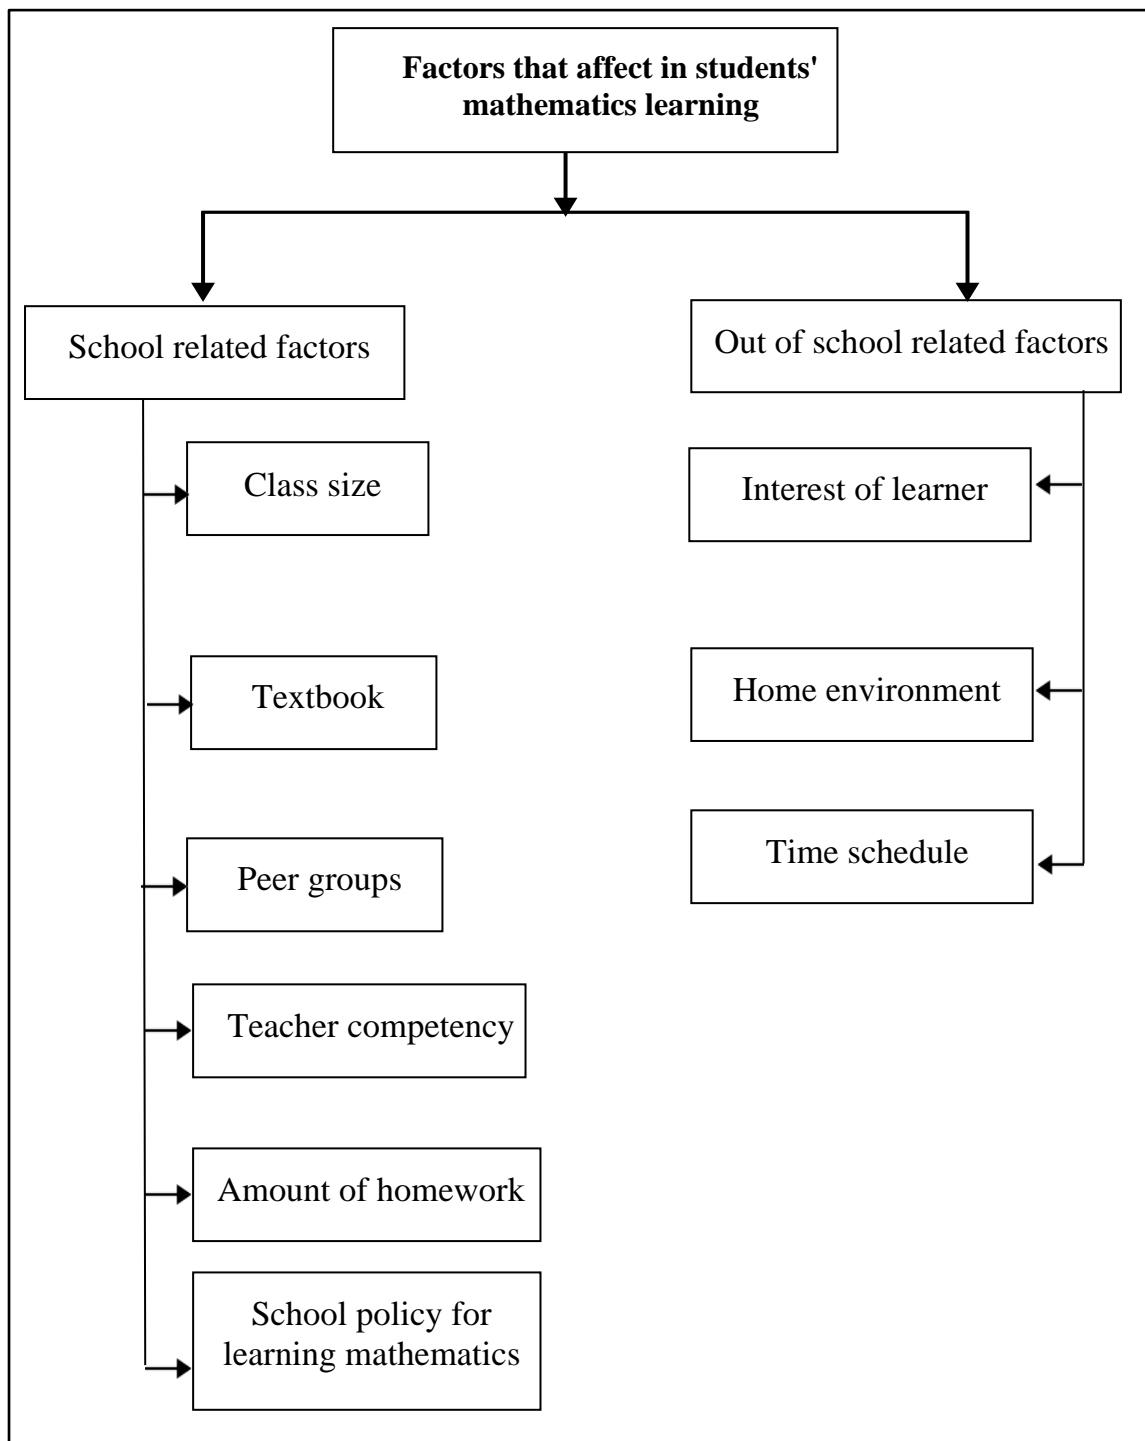 Factors that affect in students'
mathematics learning
School related factors
Class size
Textbook
Peer groups
Teacher competency
Amount of homework
School policy for
learning mathematics
Out of school related factors
Interest of learner
Home environment
Time schedule